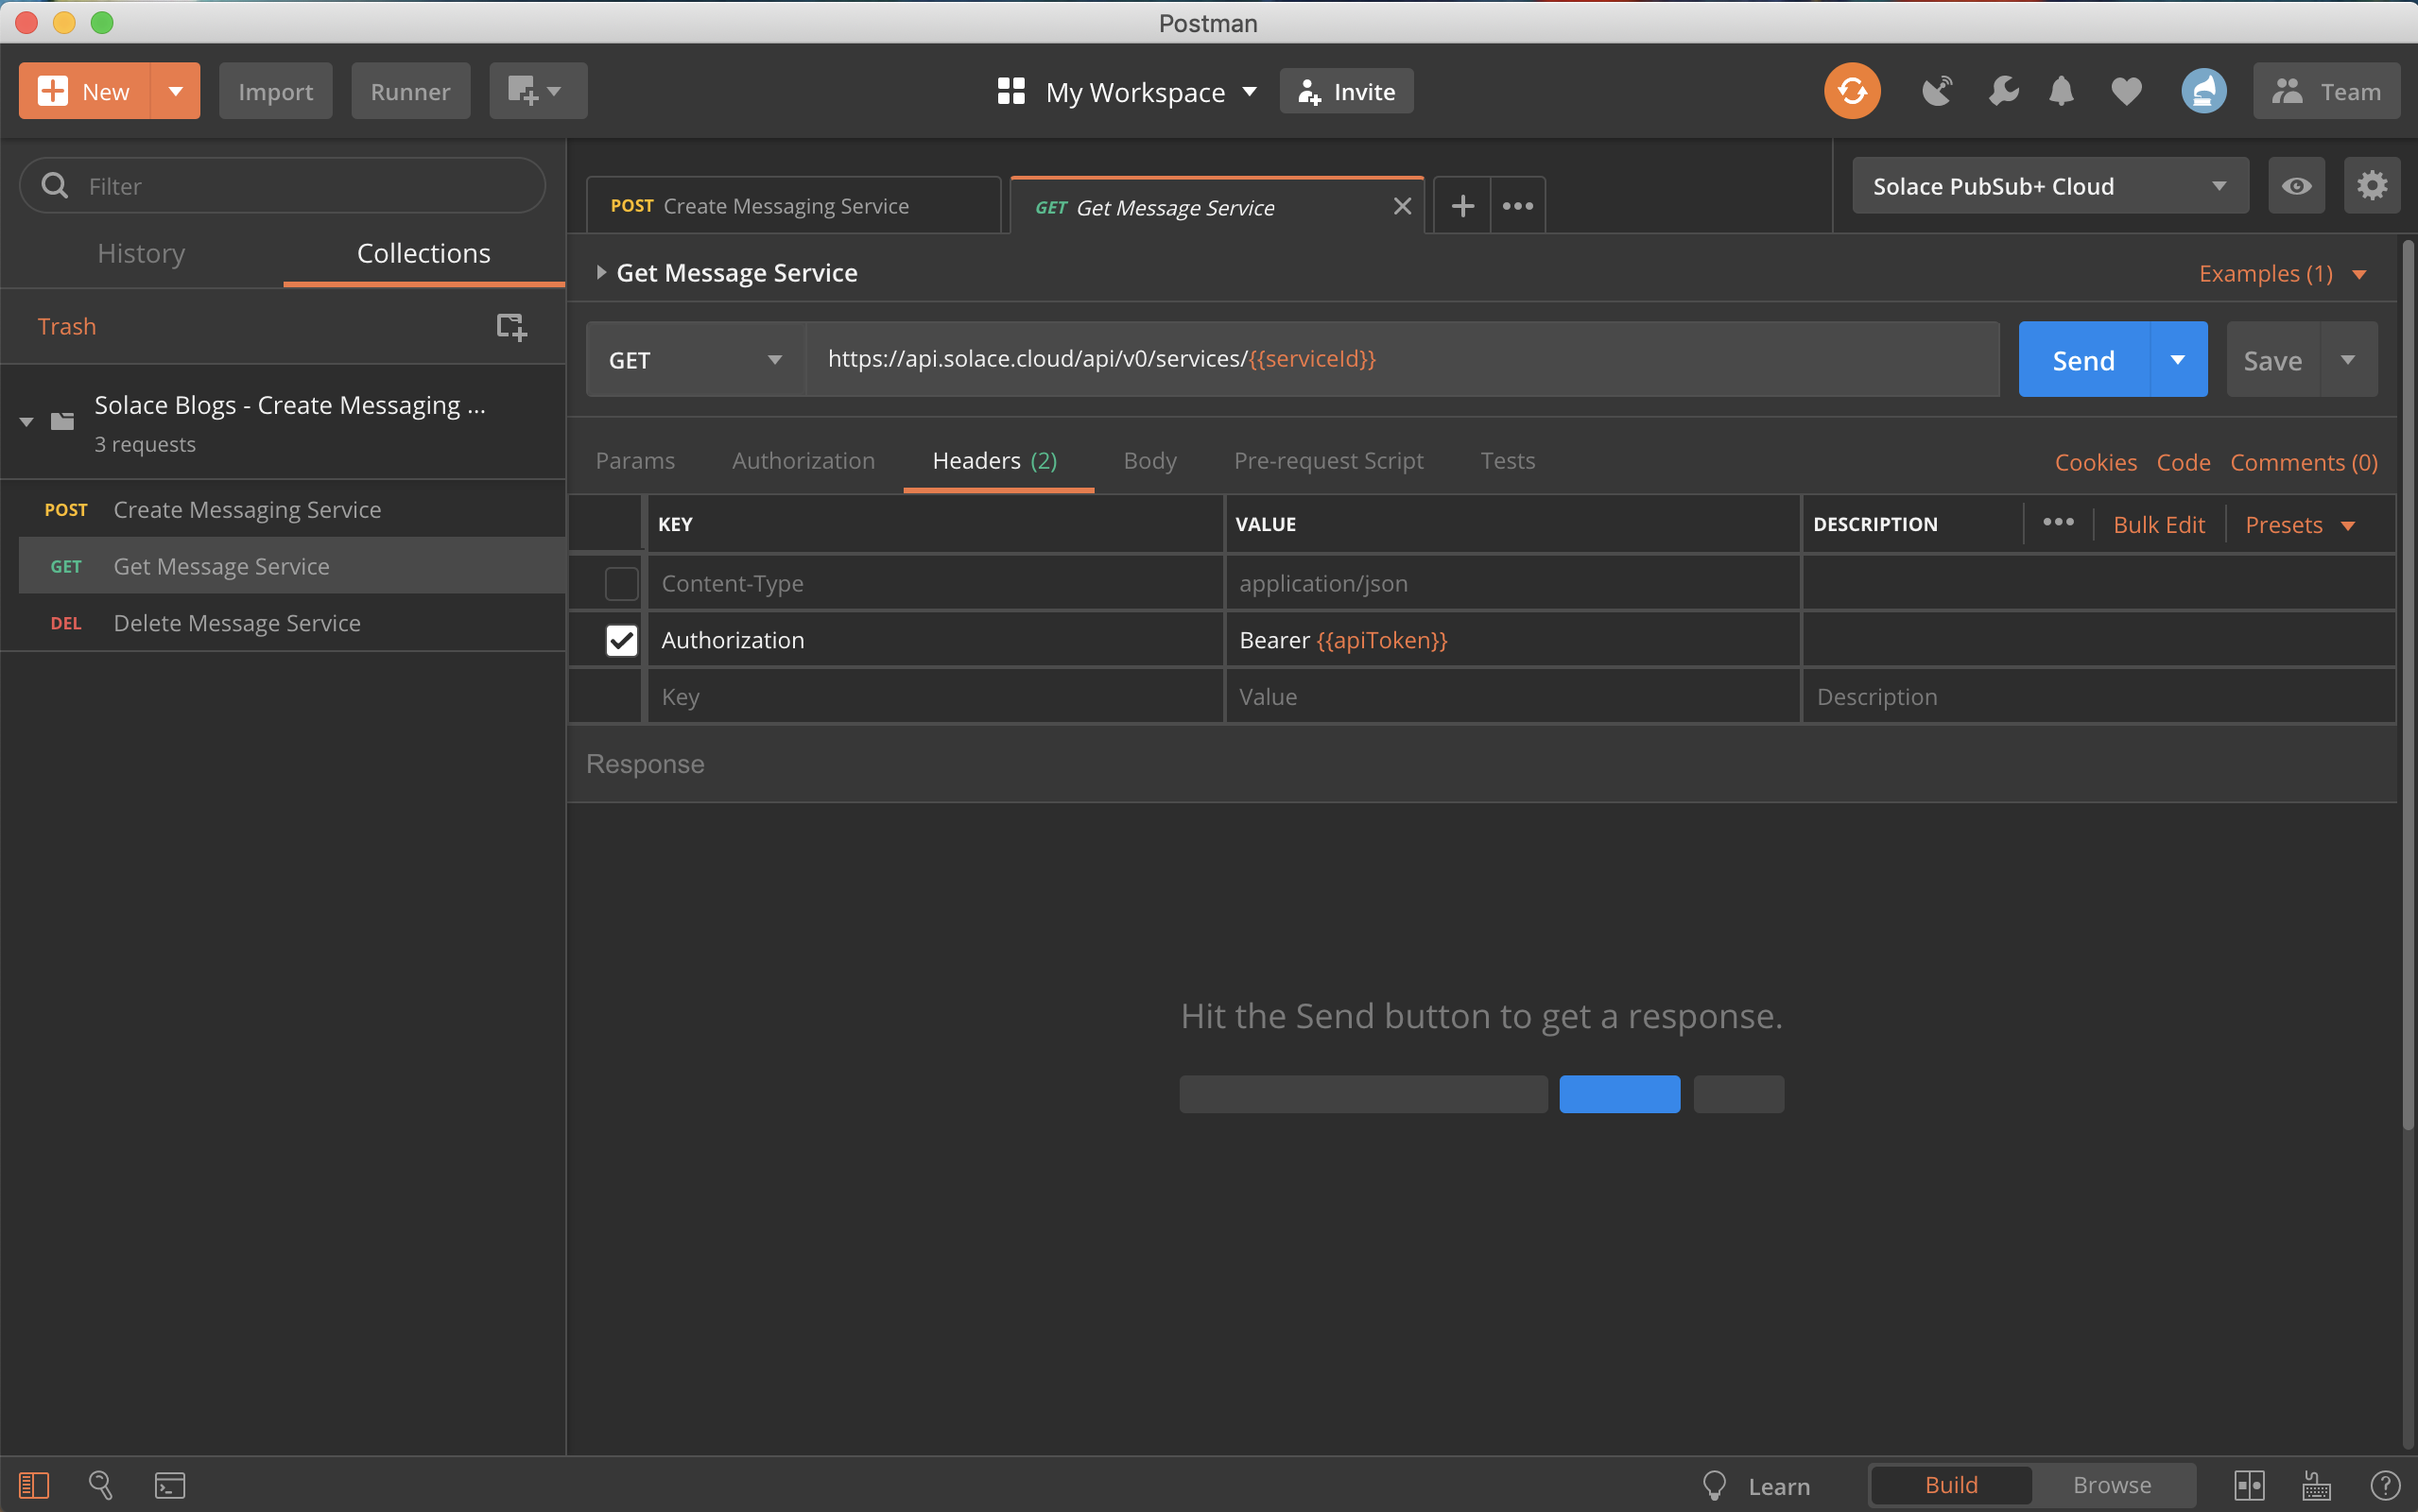 Postman
New
Import
Runner
My Workspace
Invite
Team
Filter
History
Collections
Trash
Solace Blogs - Create Messaging ...
3 requests
POST Create Messaging Service
GET Get Message Service
DEL Delete Message Service
POST Create Messaging Service
GET Get Message Service
Solace PubSub+ Cloud
Get Message Service
Examples (1)
GET
https://api.solace.cloud/api/v0/services/{{serviceId}}
Send
Save
Params
Authorization
Headers (2)
Body
Pre-request Script
Tests
Cookies
Code
Comments (0)
KEY
VALUE
DESCRIPTION
Bulk Edit
Presets
Content-Type
application/json
Authorization
Bearer {{apiToken}}
Key
Value
Description
Response
Hit the Send button to get a response.
Learn
Build
Browse